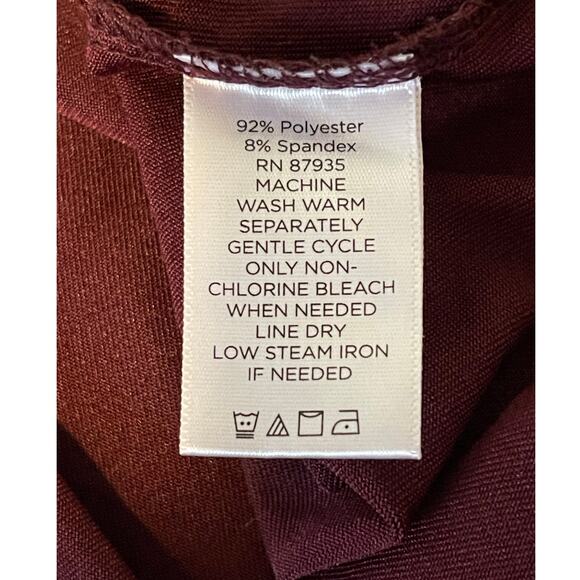 92% Polyester
8% Spandex
RN 87935
MACHINE
WASH WARM
SEPARATELY
GENTLE CYCLE
ONLY NON-
CHLORINE BLEACH
WHEN NEEDED
LINE DRY
LOW STEAM IRON
IF NEEDED